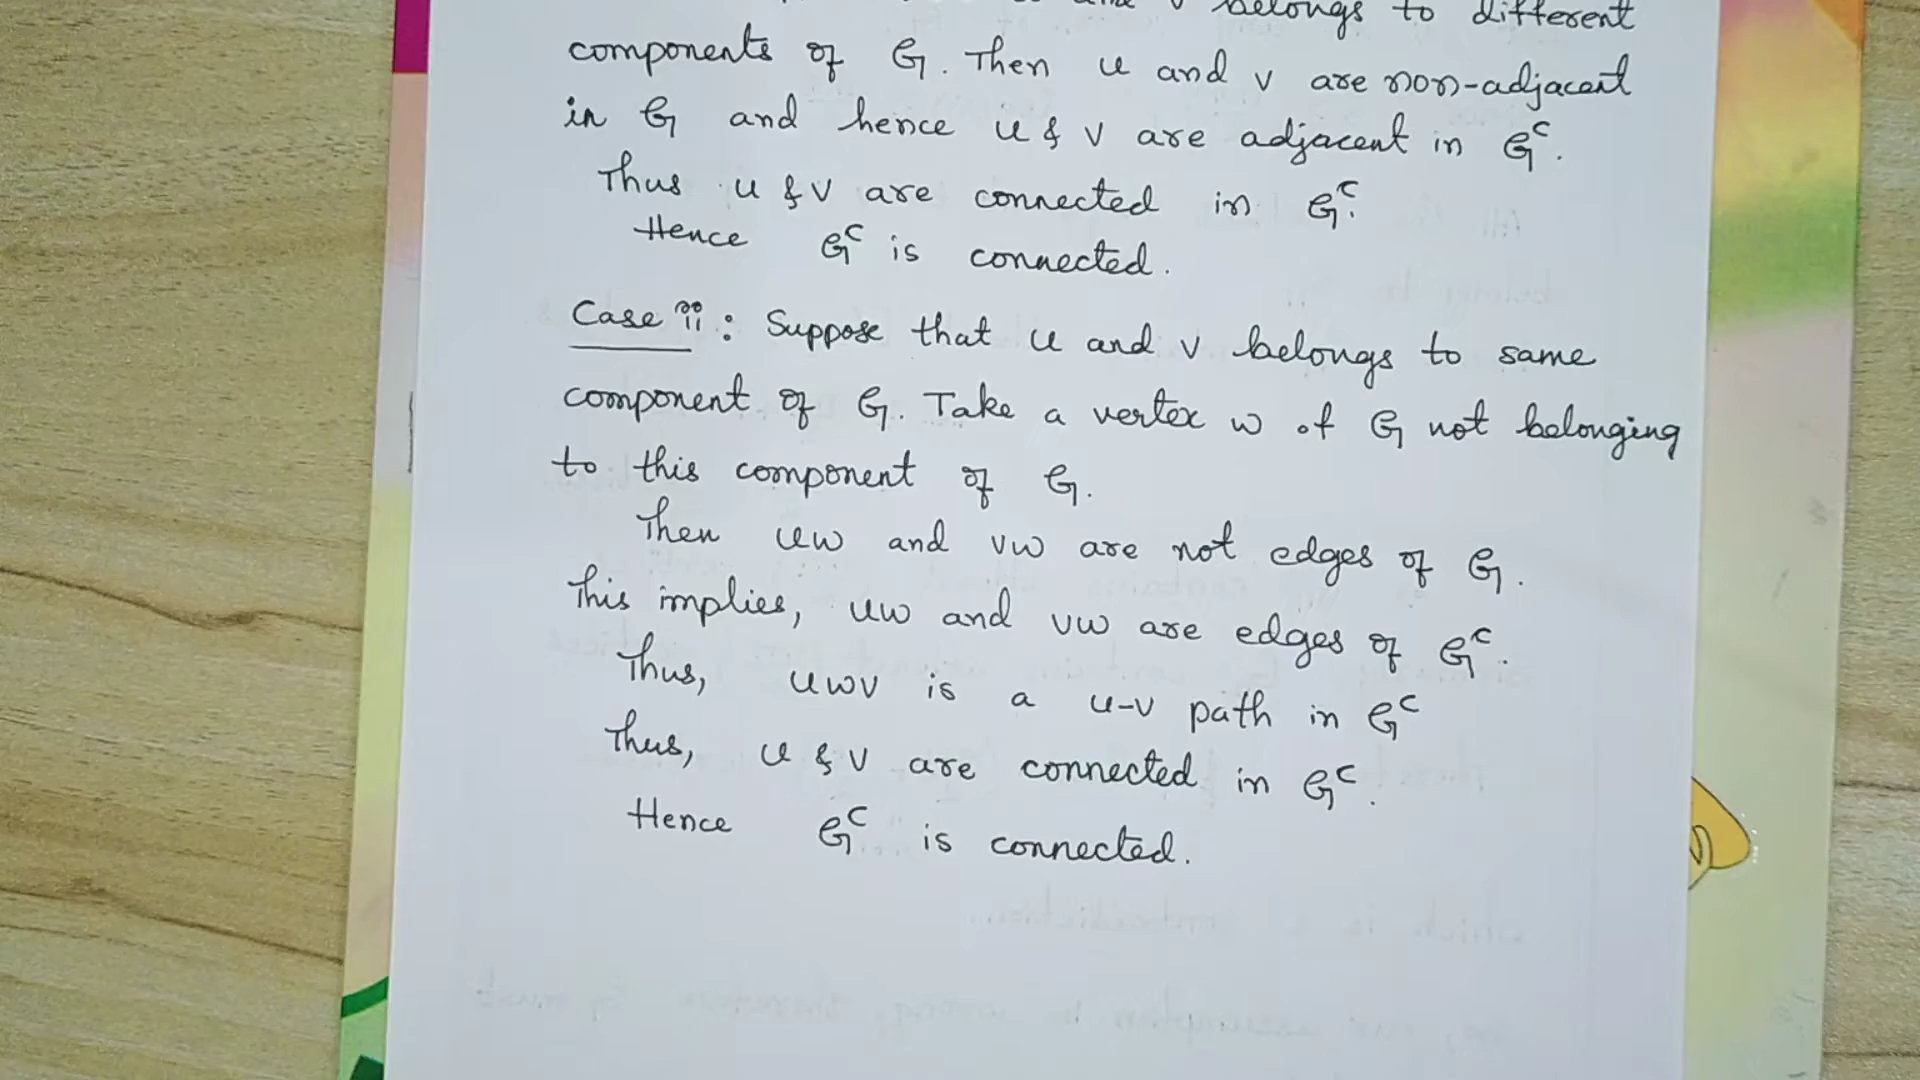 v belongs to different
components of G. Then u and v are non-adjacent
in G and hence u & v are adjacent in G^c.
Thus u & v are connected in G^c.
Hence G^c is connected.
Case ii : Suppose that u and v belongs to same
component of G. Take a vertex w of G not belonging
to this component of G.
Then uw and vw are not edges of G.
This implies, uw and vw are edges of G^c.
Thus, uwv is a u-v path in G^c
Thus, u & v are connected in G^c.
Hence G^c is connected.